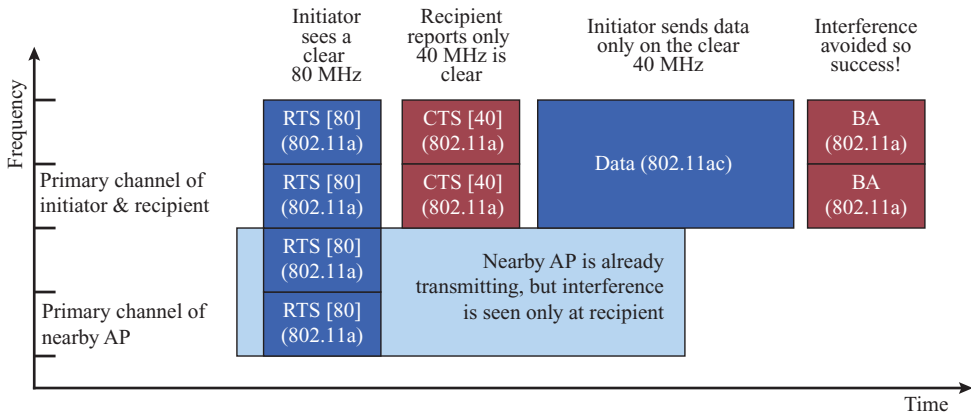 Initiator
sees a
clear
80 MHz
Recipient
reports only
40 MHz is
clear
Initiator sends data
only on the clear
40 MHz
Interference
avoided so
success!
Frequency
RTS [80]
(802.11a)
CTS [40]
(802.11a)
Data (802.11ac)
BA
(802.11a)
Primary channel of
initiator & recipient
RTS [80]
(802.11a)
CTS [40]
(802.11a)
BA
(802.11a)
RTS [80]
(802.11a)
Nearby AP is already
transmitting, but interference
is seen only at recipient
Primary channel of
nearby AP
RTS [80]
(802.11a)
Time